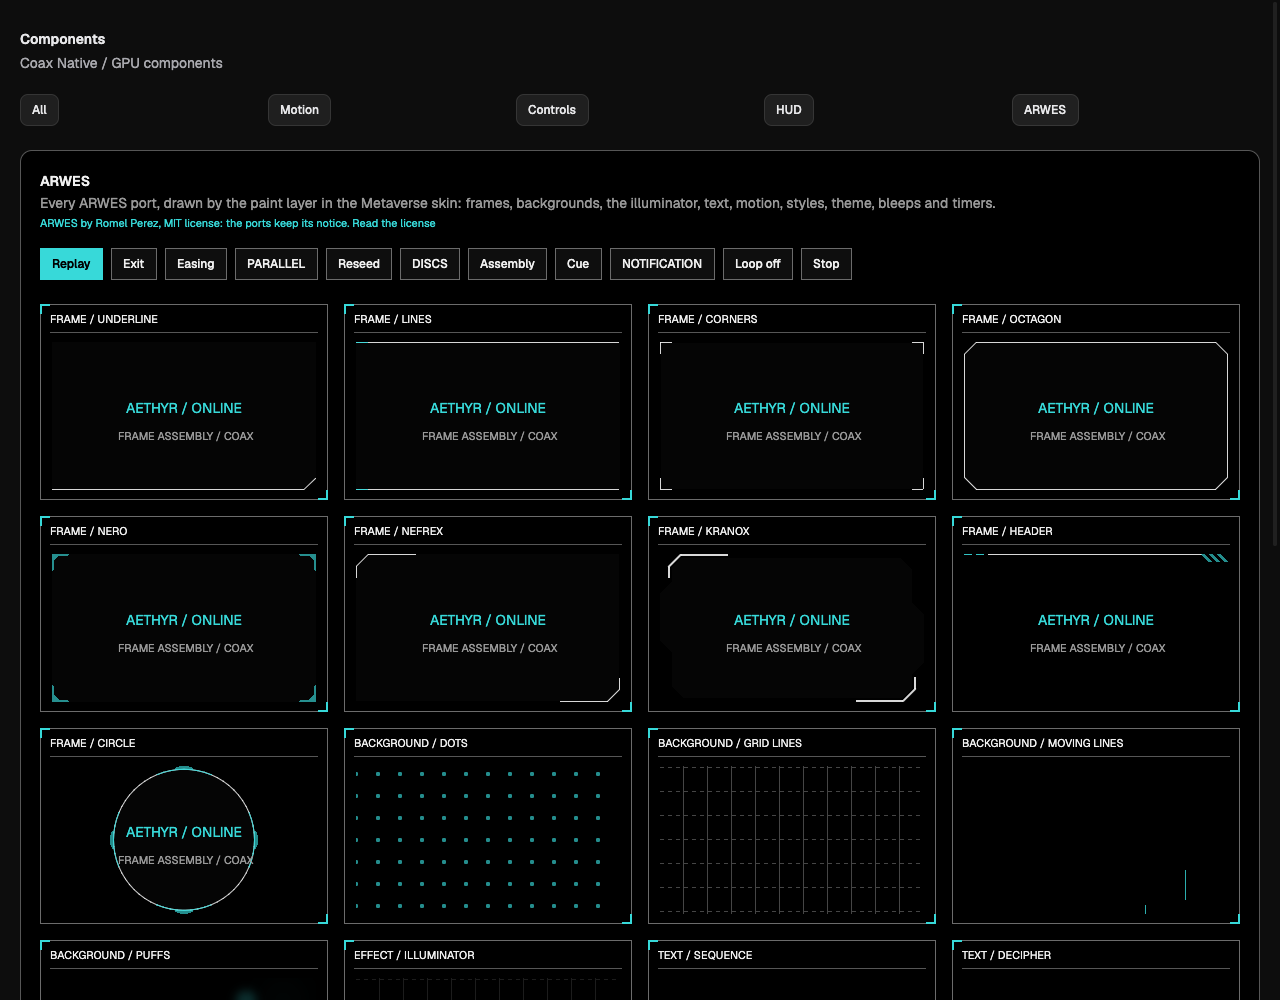 Components
Coax Native / GPU components
All
Motion
Controls
HUD
ARWES
ARWES
Every ARWES port, drawn by the paint layer in the Metaverse skin: frames, backgrounds, the illuminator, text, motion, styles, theme, bleeps and timers.
ARWES by Romel Perez, MIT license: the ports keep its notice. Read the license
Replay
Exit
Easing
PARALLEL
Reseed
DISCS
Assembly
Cue
NOTIFICATION
Loop off
Stop
FRAME / UNDERLINE
AETHYR / ONLINE
FRAME ASSEMBLY / COAX
FRAME / LINES
AETHYR / ONLINE
FRAME ASSEMBLY / COAX
FRAME / CORNERS
AETHYR / ONLINE
FRAME ASSEMBLY / COAX
FRAME / OCTAGON
AETHYR / ONLINE
FRAME ASSEMBLY / COAX
FRAME / NERO
AETHYR / ONLINE
FRAME ASSEMBLY / COAX
FRAME / NEFREX
AETHYR / ONLINE
FRAME ASSEMBLY / COAX
FRAME / KRANOX
AETHYR / ONLINE
FRAME ASSEMBLY / COAX
FRAME / HEADER
AETHYR / ONLINE
FRAME ASSEMBLY / COAX
FRAME / CIRCLE
AETHYR / ONLINE
FRAME ASSEMBLY / COAX
BACKGROUND / DOTS
BACKGROUND / GRID LINES
BACKGROUND / MOVING LINES
BACKGROUND / PUFFS
EFFECT / ILLUMINATOR
TEXT / SEQUENCE
TEXT / DECIPHER